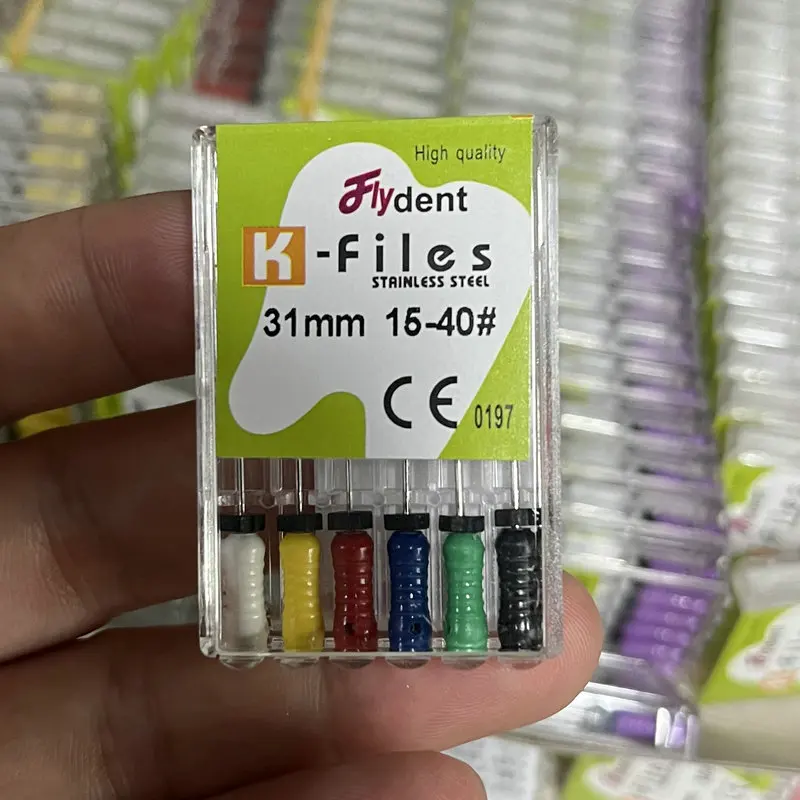 High quality
Flydent
K-Files
STAINLESS STEEL
31mm 15-40#
CE 0197